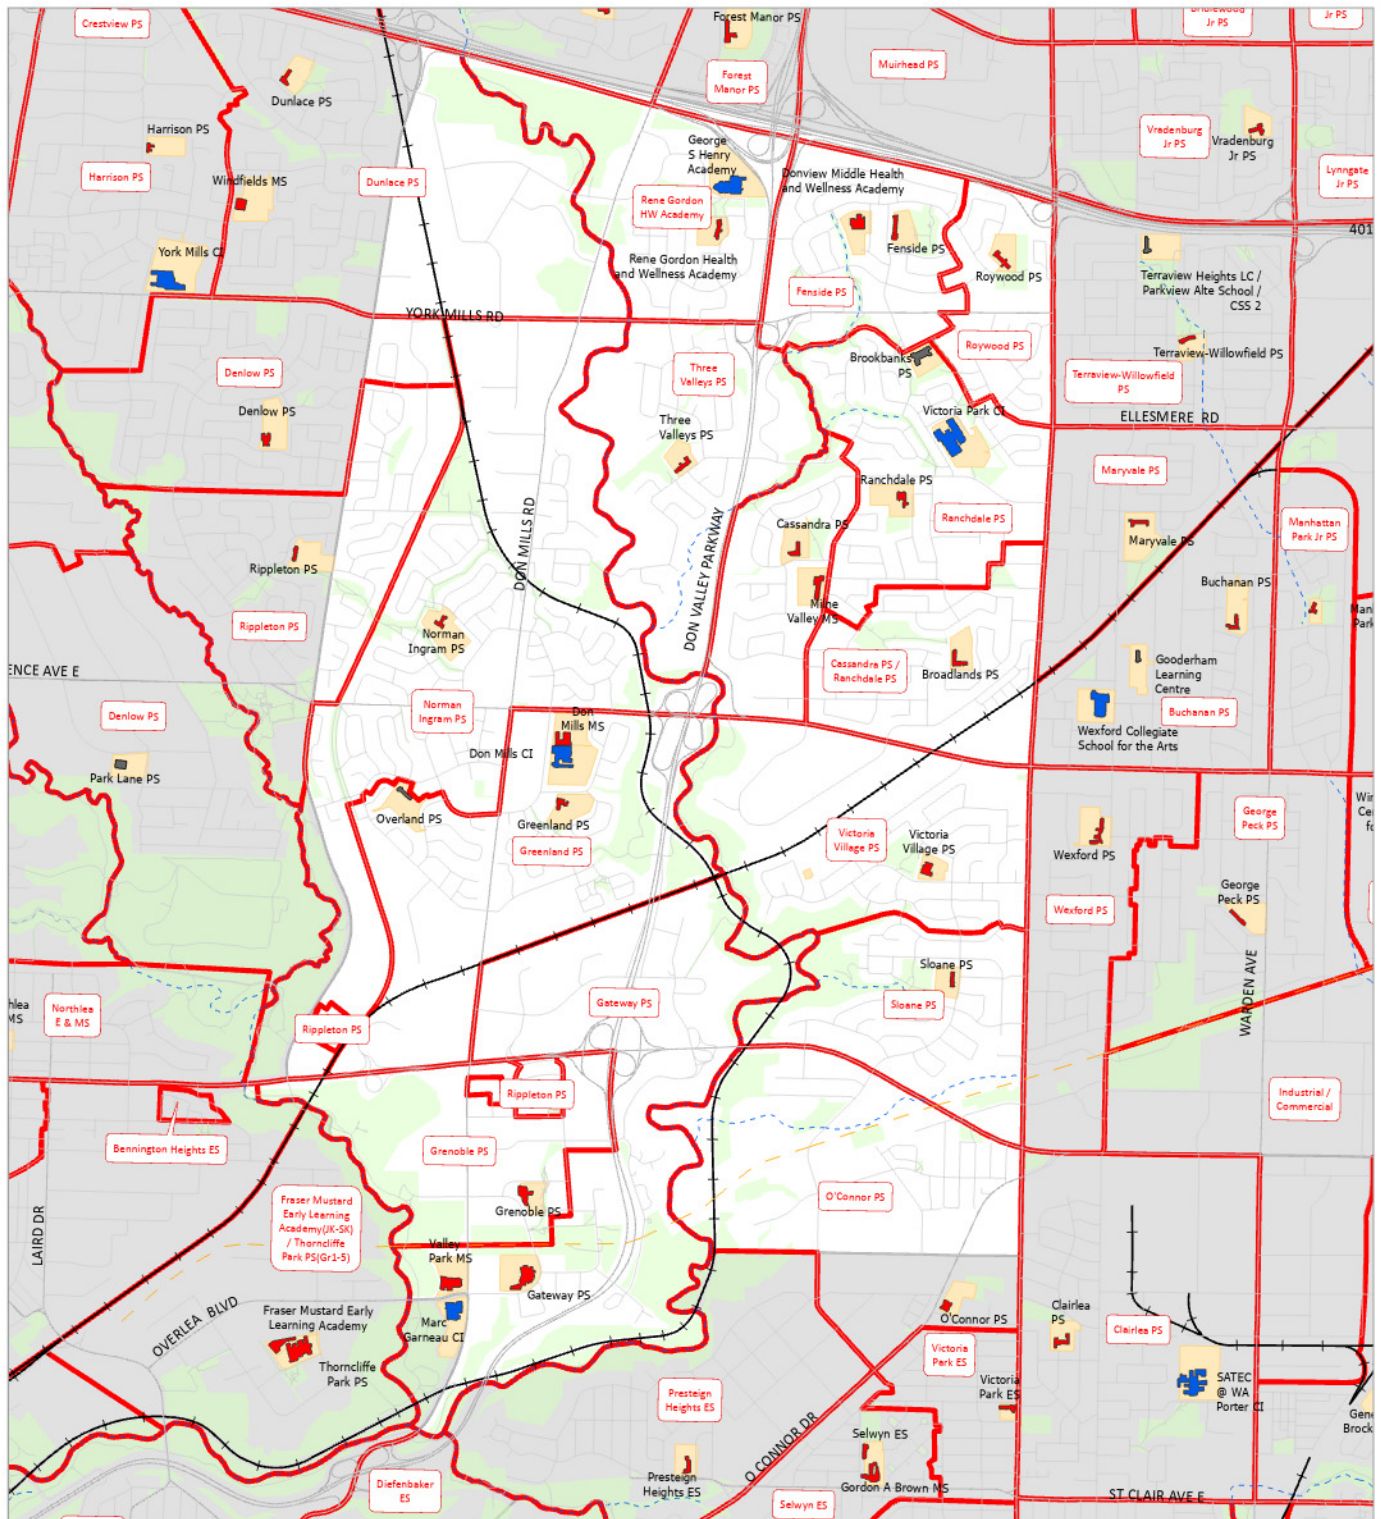 Crestview PS
Forest Manor PS
Bridlewood
Jr PS
Jr PS
Muirhead PS
Forest
Manor PS
Dunlace PS
Harrison PS
Vradenburg
Jr PS
Vradenburg
Jr PS
George
S Henry
Academy
Harrison PS
Windfields MS
Dunlace PS
Donview Middle Health
and Wellness Academy
Lynngate
Jr PS
Rene Gordon
HW Academy
401
York Mills CI
Fenside PS
Roywood PS
Rene Gordon Health
and Wellness Academy
Terraview Heights LC /
Parkview Alte School /
CSS 2
Fenside PS
YORK MILLS RD
Roywood PS
Terraview-Willowfield PS
Brookbanks
PS
Denlow PS
Three
Valleys PS
Terraview-Willowfield
PS
Denlow PS
Victoria Park CI
ELLESMERE RD
Three
Valleys PS
Maryvale PS
Ranchdale PS
DON MILLS RD
DON VALLEY PARKWAY
Cassandra PS
Ranchdale PS
Manhattan
Park Jr PS
Maryvale PS
Rippleton PS
Buchanan PS
Milne
Valley MS
Man
Park
Rippleton PS
Norman
Ingram PS
ENCE AVE E
Cassandra PS /
Ranchdale PS
Broadlands PS
Gooderham
Learning
Centre
Denlow PS
Norman
Ingram PS
Don
Mills MS
Buchanan PS
Wexford Collegiate
School for the Arts
Don Mills CI
Park Lane PS
Overland PS
Greenland PS
Greenland PS
Victoria
Village PS
Victoria
Village PS
George
Peck PS
Wexford PS
George
Peck PS
Wexford PS
Sloane PS
WARDEN AVE
hlea
MS
Northlea
E & MS
Rippleton PS
Gateway PS
Sloane PS
Rippleton PS
Industrial /
Commercial
Bennington Heights ES
Grenoble PS
O'Connor PS
LAIRD DR
Fraser Mustard
Early Learning
Academy(JK-SK)
/ Thorncliffe
Park PS(Gr1-5)
Grenoble PS
Valley
Park MS
Gateway PS
OVERLEA BLVD
Fraser Mustard Early
Learning Academy
Marc
Garneau CI
O'Connor PS
Clairlea
PS
Clairlea PS
Victoria
Park ES
Thorncliffe
Park PS
Victoria
Park ES
SATEC
@ WA
Porter CI
Presteign
Heights ES
Gene
Brock
O CONNOR DR
Selwyn ES
Presteign
Heights ES
Gordon A Brown MS
Diefenbaker
ES
Selwyn ES
ST CLAIR AVE E